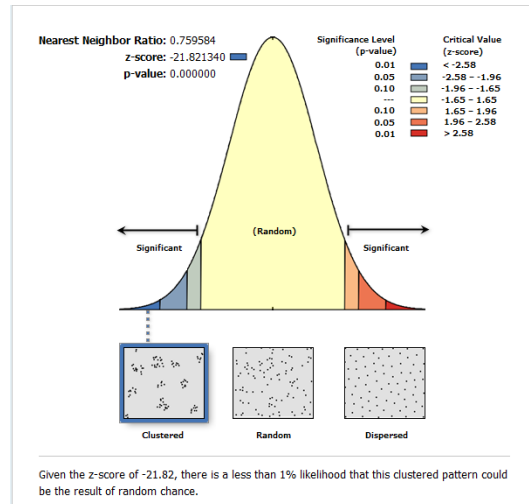 Nearest Neighbor Ratio: 0.759584
z-score: -21.821340
p-value: 0.000000
Significance Level
(p-value)
Critical Value
(z-score)
0.01 < -2.58
0.05 -2.58 – -1.96
0.10 -1.96 – -1.65
--- -1.65 – 1.65
0.10 1.65 – 1.96
0.05 1.96 – 2.58
0.01 > 2.58
(Random)
Significant Significant
Clustered Random Dispersed
Given the z-score of -21.82, there is a less than 1% likelihood that this clustered pattern could
be the result of random chance.